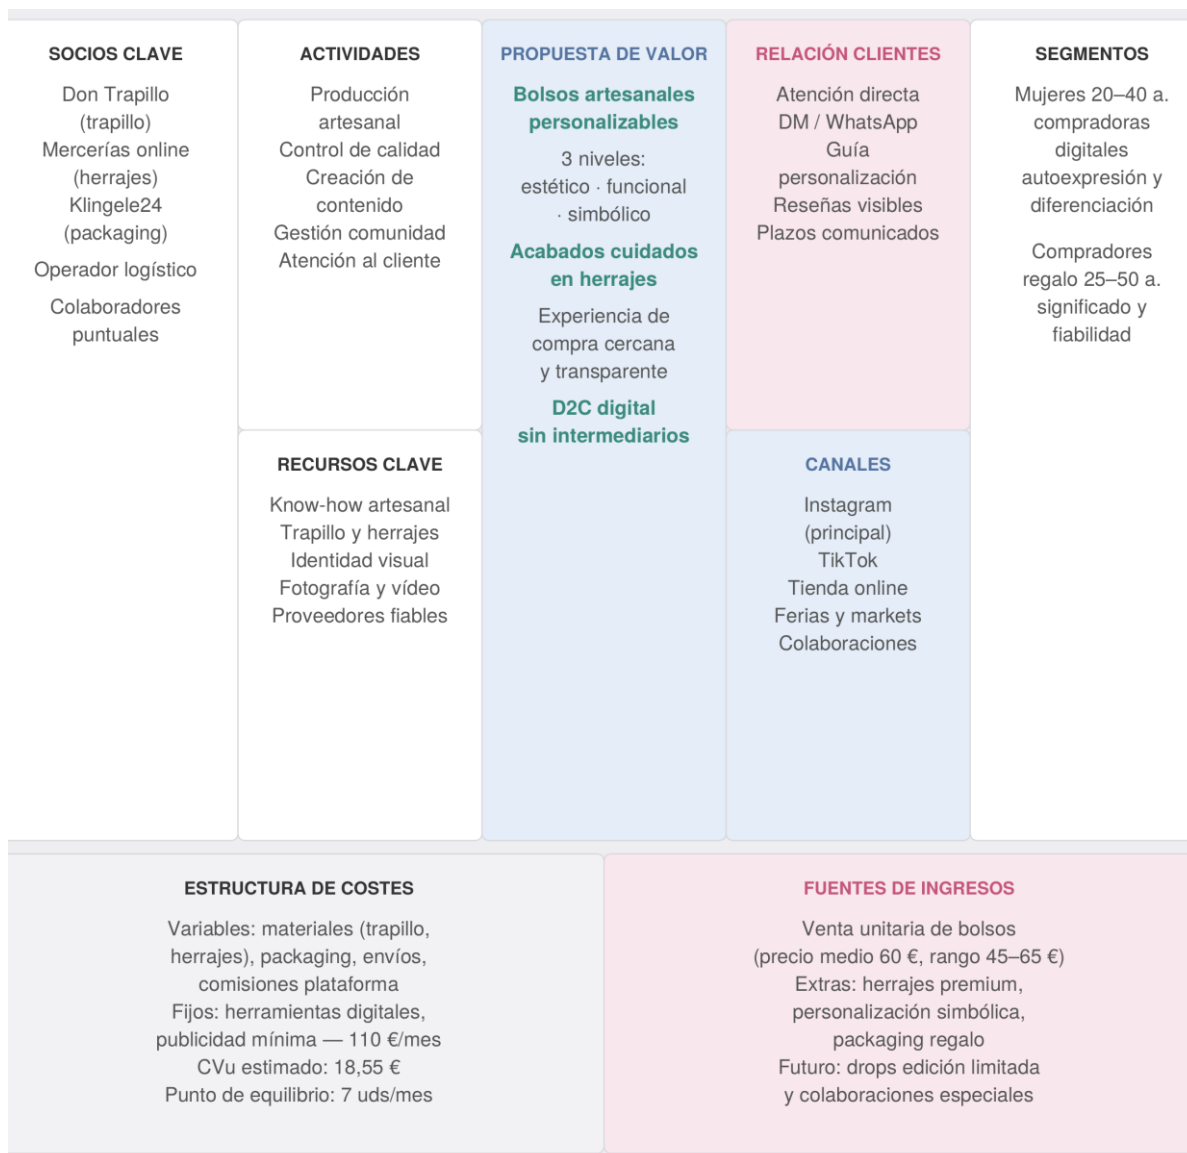 SOCIOS CLAVE
Don Trapillo
(trapillo)
Mercerías online
(herrajes)
Klingele24
(packaging)
Operador logístico
Colaboradores
puntuales
ACTIVIDADES
Producción
artesanal
Control de calidad
Creación de
contenido
Gestión comunidad
Atención al cliente
RECURSOS CLAVE
Know-how artesanal
Trapillo y herrajes
Identidad visual
Fotografía y vídeo
Proveedores fiables
PROPUESTA DE VALOR
Bolsos artesanales
personalizables
3 niveles:
estético · funcional
· simbólico
Acabados cuidados
en herrajes
Experiencia de
compra cercana
y transparente
D2C digital
sin intermediarios
RELACIÓN CLIENTES
Atención directa
DM / WhatsApp
Guía
personalización
Reseñas visibles
Plazos comunicados
CANALES
Instagram
(principal)
TikTok
Tienda online
Ferias y markets
Colaboraciones
SEGMENTOS
Mujeres 20–40 a.
compradoras
digitales
autoexpresión y
diferenciación
Compradores
regalo 25–50 a.
significado y
fiabilidad
ESTRUCTURA DE COSTES
Variables: materiales (trapillo,
herrajes), packaging, envíos,
comisiones plataforma
Fijos: herramientas digitales,
publicidad mínima — 110 €/mes
CVu estimado: 18,55 €
Punto de equilibrio: 7 uds/mes
FUENTES DE INGRESOS
Venta unitaria de bolsos
(precio medio 60 €, rango 45–65 €)
Extras: herrajes premium,
personalización simbólica,
packaging regalo
Futuro: drops edición limitada
y colaboraciones especiales